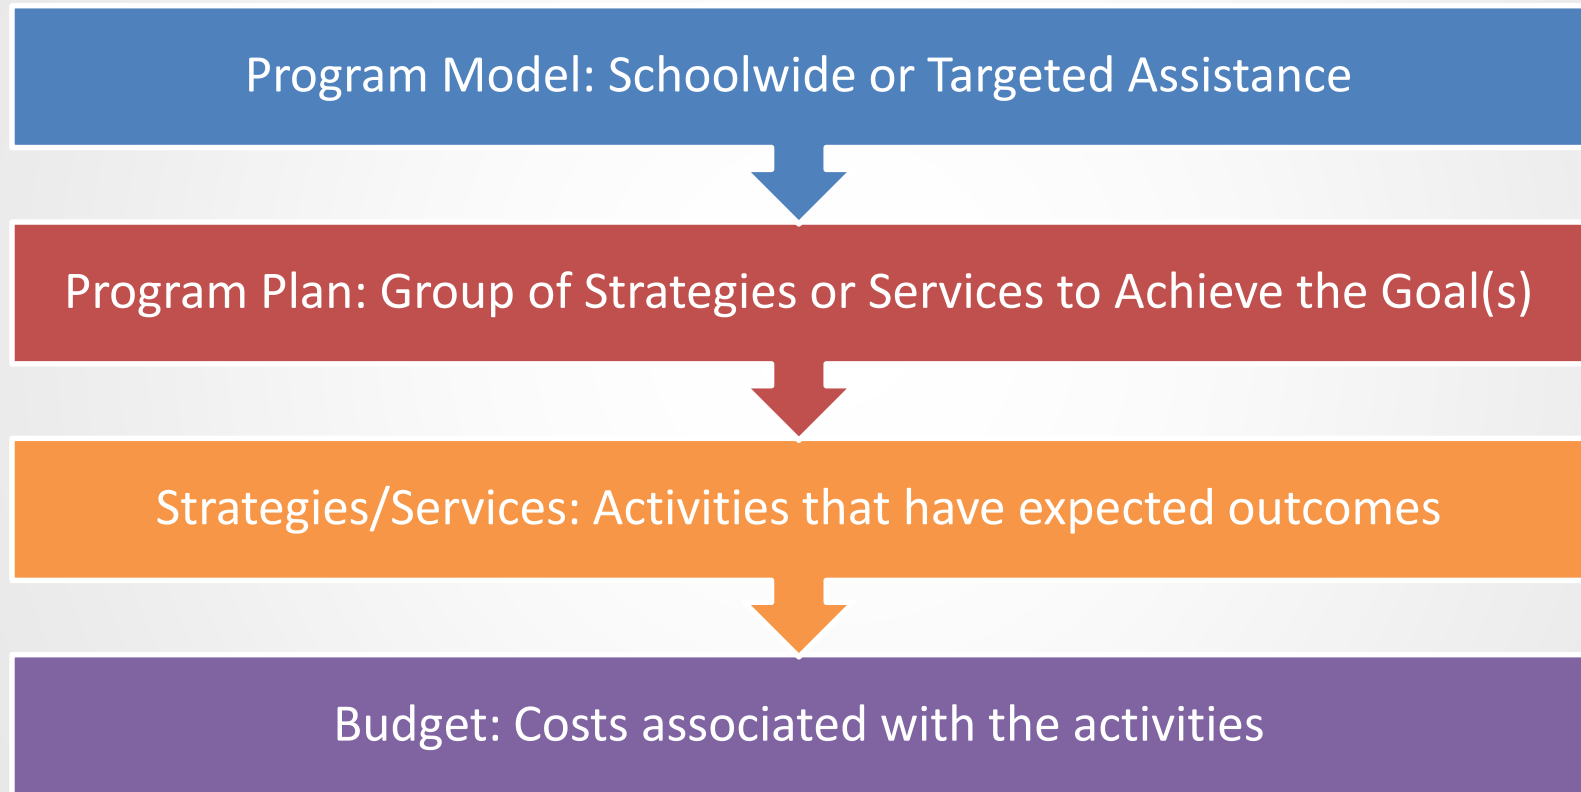 Program Model: Schoolwide or Targeted Assistance
Program Plan: Group of Strategies or Services to Achieve the Goal(s)
Strategies/Services: Activities that have expected outcomes
Budget: Costs associated with the activities